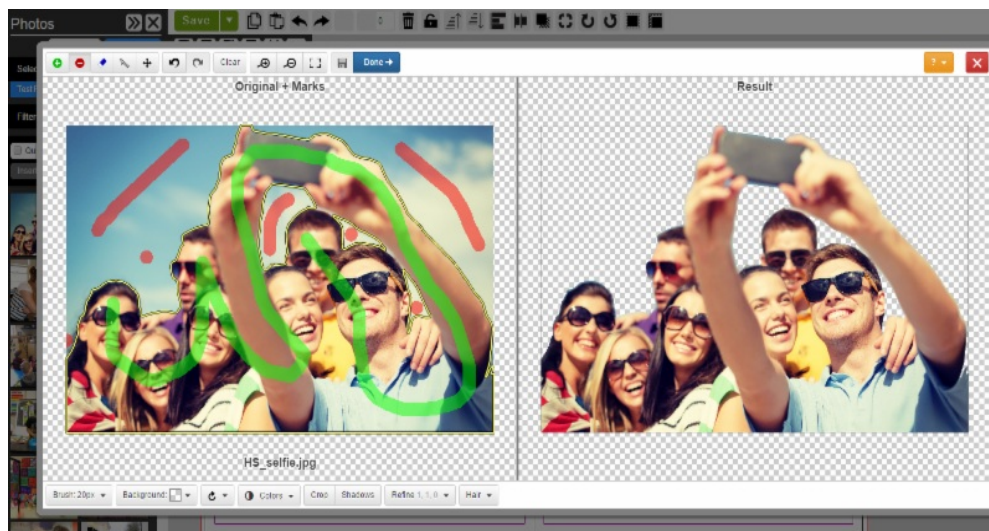 Photos
Save
Clear
Done
?
Original + Marks
Result
HS_selfie.jpg
Brush: 20px
Background:
Colors
Crop
Shadows
Refine 1, 1, 0
Hair